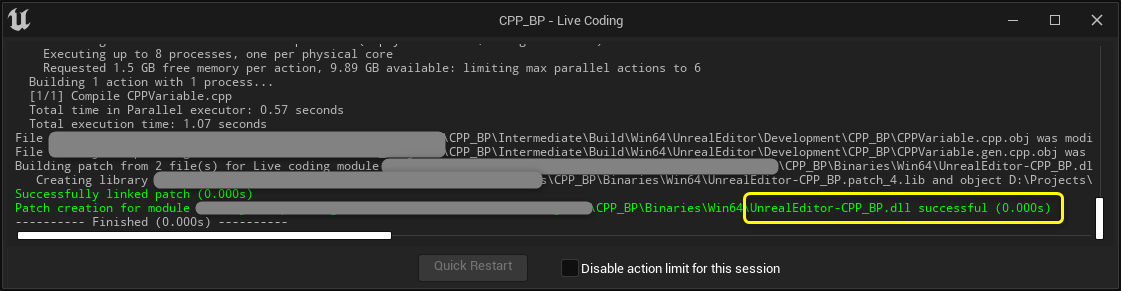 CPP_BP - Live Coding
Executing up to 8 processes, one per physical core
Requested 1.5 GB free memory per action, 9.89 GB available: limiting max parallel actions to 6
Building 1 action with 1 process...
[1/1] Compile CPPVariable.cpp
Total time in Parallel executor: 0.57 seconds
Total execution time: 1.07 seconds
File \CPP_BP\Intermediate\Build\Win64\UnrealEditor\Development\CPP_BP\CPPVariable.cpp.obj was modi
File \CPP_BP\Intermediate\Build\Win64\UnrealEditor\Development\CPP_BP\CPPVariable.gen.cpp.obj was
Building patch from 2 file(s) for Live coding module \CPP_BP\Binaries\Win64\UnrealEditor-CPP_BP.dl
Creating library s\CPP_BP\Binaries\Win64\UnrealEditor-CPP_BP.patch_4.lib and object D:\Projects\
Successfully linked patch (0.000s)
Patch creation for module \CPP_BP\Binaries\Win64\UnrealEditor-CPP_BP.dll successful (0.000s)
---------- Finished (0.000s) ----------
Quick Restart
Disable action limit for this session